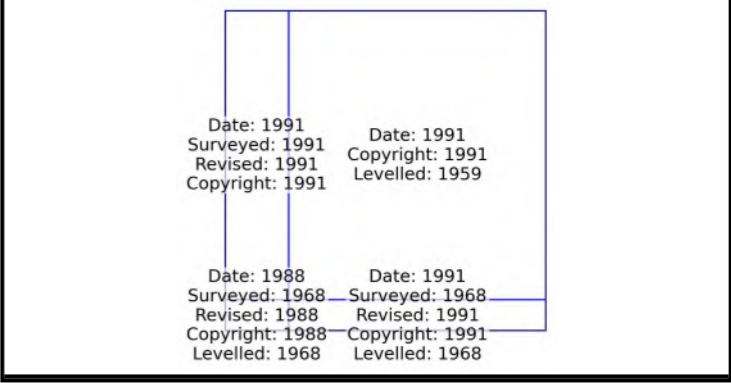 Date: 1991
Surveyed: 1991
Revised: 1991
Copyright: 1991
Date: 1991
Copyright: 1991
Levelled: 1959
Date: 1988
Surveyed: 1968
Revised: 1988
Copyright: 1988
Levelled: 1968
Date: 1991
Surveyed: 1968
Revised: 1991
Copyright: 1991
Levelled: 1968